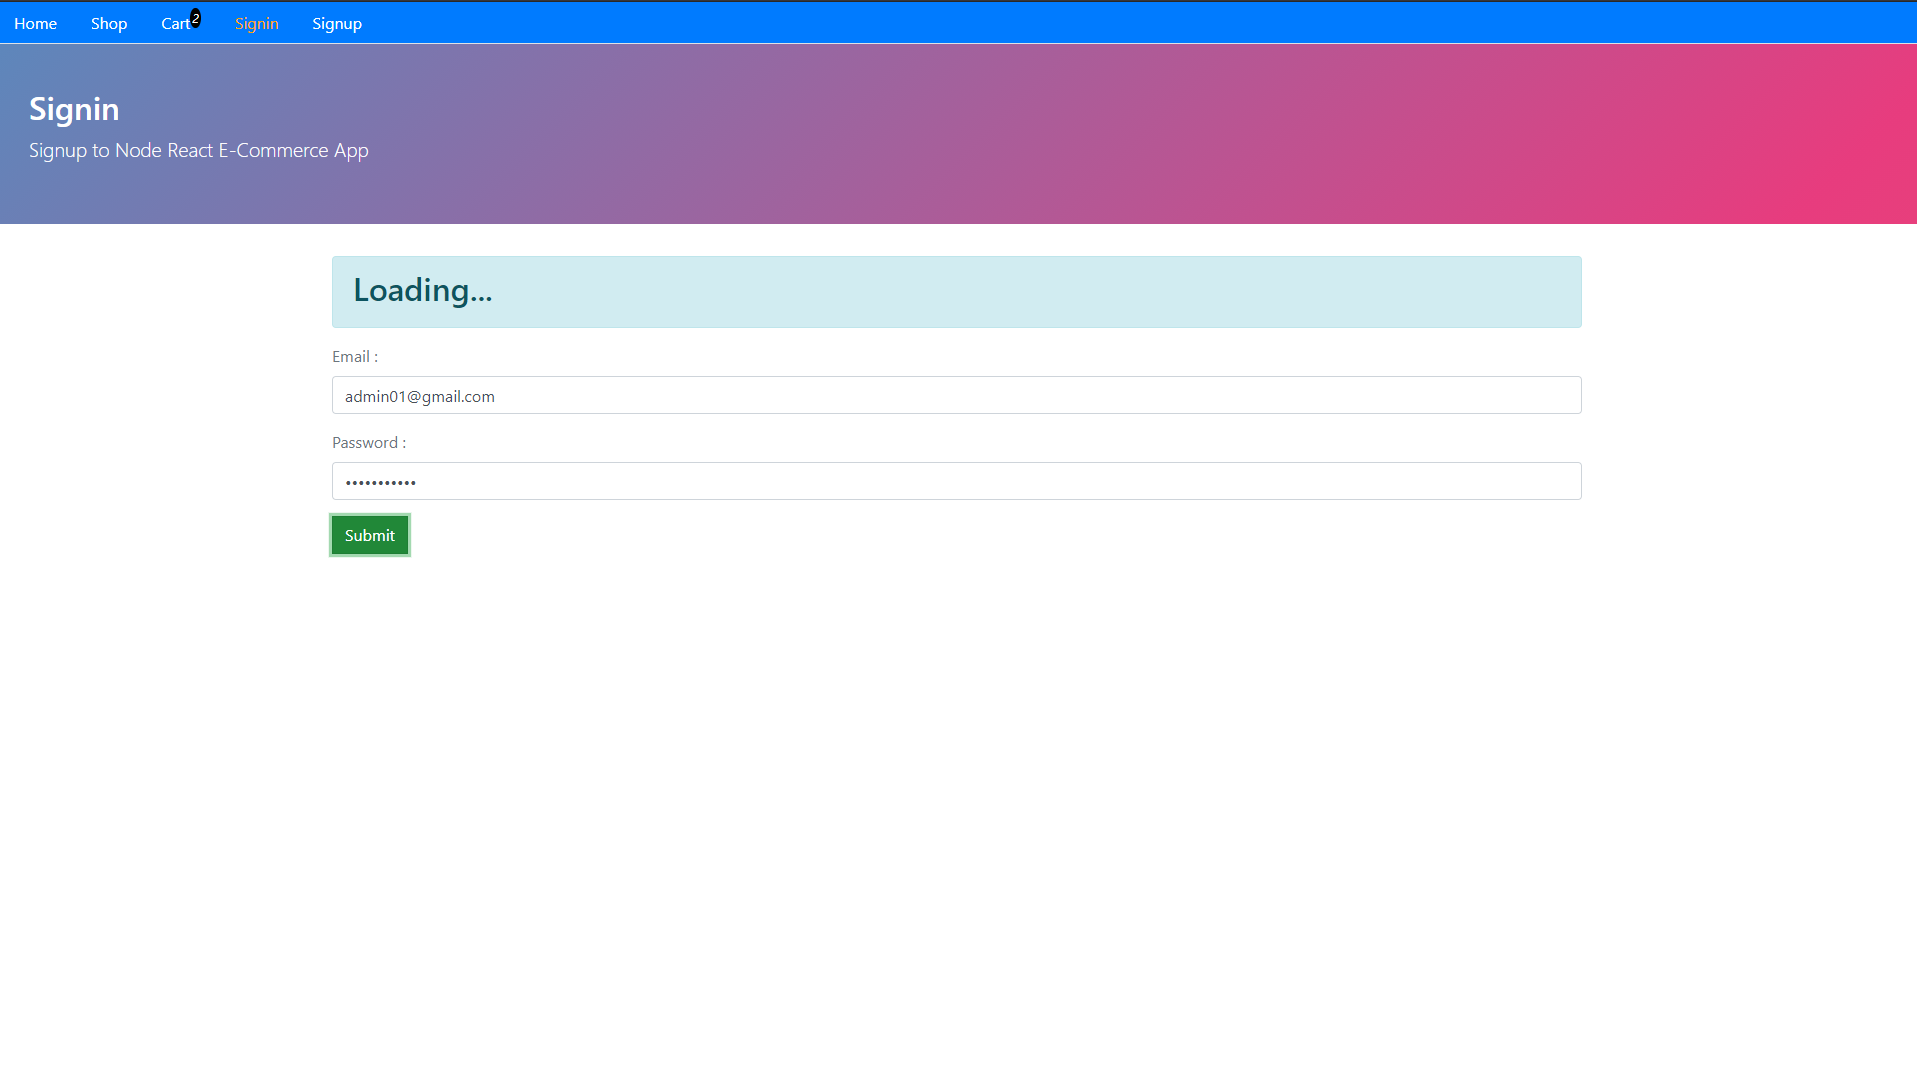 Home Shop Cart 2 Signin Signup
Signin
Signup to Node React E-Commerce App
Loading...
Email :
admin01@gmail.com
Password :
•••••••••••
Submit